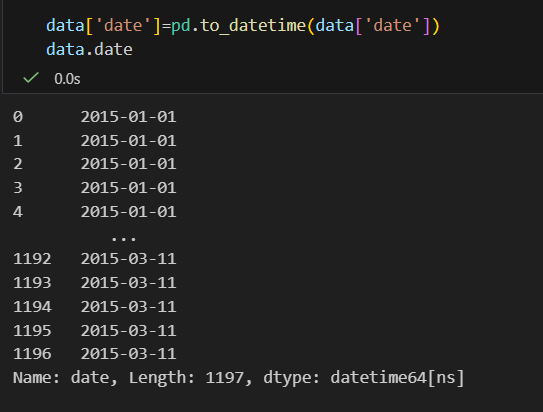 data['date']=pd.to_datetime(data['date'])
data.date
0.0s
0 2015-01-01
1 2015-01-01
2 2015-01-01
3 2015-01-01
4 2015-01-01
...
1192 2015-03-11
1193 2015-03-11
1194 2015-03-11
1195 2015-03-11
1196 2015-03-11
Name: date, Length: 1197, dtype: datetime64[ns]